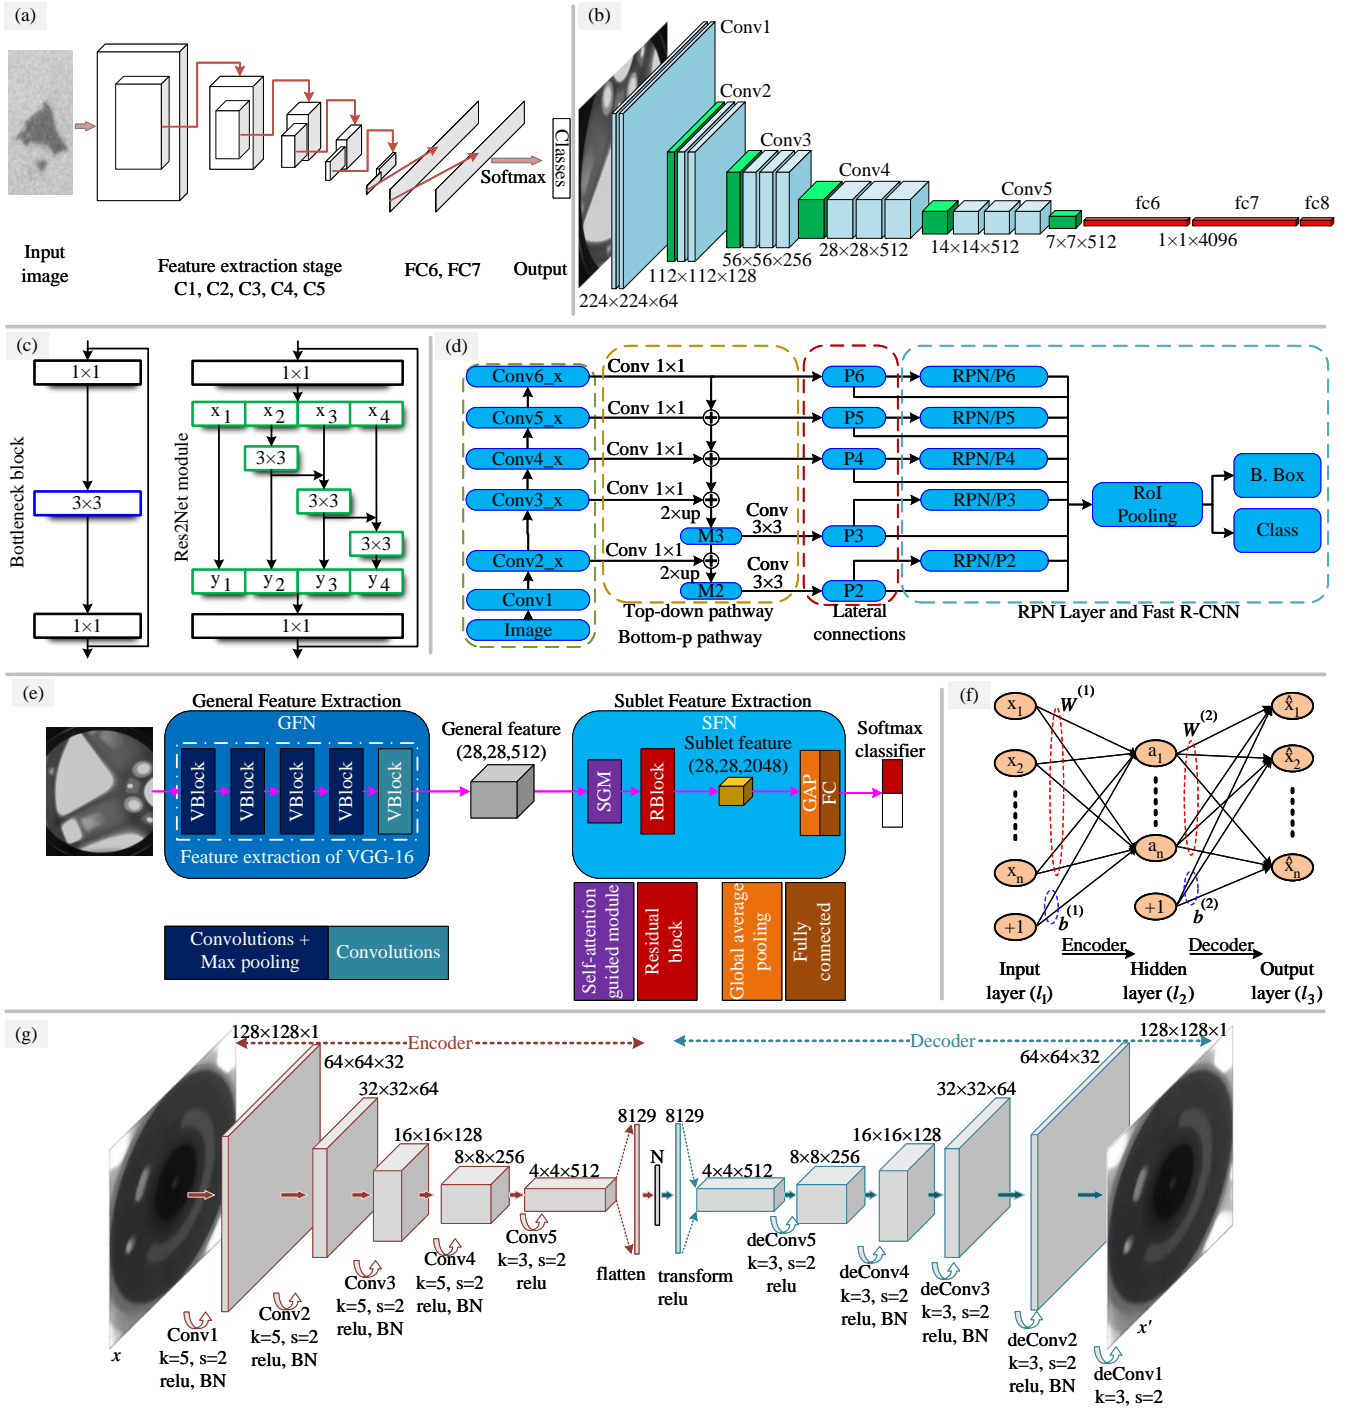 (a)
Input
image
Feature extraction stage
C1, C2, C3, C4, C5
FC6, FC7
Softmax
Output
Classes
(b)
Conv1
Conv2
Conv3
Conv4
Conv5
fc6
fc7
fc8
224×224×64
112×112×128
56×56×256
28×28×512
14×14×512
7×7×512
1×1×4096
(c)
Bottleneck block
1×1
3×3
1×1
Res2Net module
1×1
x1 x2 x3 x4
3×3
3×3
3×3
y1 y2 y3 y4
1×1
(d)
Conv6_x
Conv 1×1
P6
RPN/P6
Conv5_x
Conv 1×1
P5
RPN/P5
Conv4_x
Conv 1×1
P4
RPN/P4
Conv3_x
Conv 1×1
2×up
M3
Conv
3×3
P3
RPN/P3
Conv2_x
Conv 1×1
2×up
M2
Conv
3×3
P2
RPN/P2
Conv1
Image
RoI
Pooling
B. Box
Class
Top-down pathway
Bottom-p pathway
Lateral
connections
RPN Layer and Fast R-CNN
(e)
General Feature Extraction
GFN
VBlock
VBlock
VBlock
VBlock
VBlock
Feature extraction of VGG-16
General feature
(28,28,512)
Sublet Feature Extraction
SFN
SGM
RBlock
Sublet feature
(28,28,2048)
GAP
FC
Softmax
classifier
Convolutions +
Max pooling
Convolutions
Self-attention
guided module
Residual
block
Global average
pooling
Fully
connected
(f)
x1
x2
xn
+1
W(1)
b(1)
a1
an
+1
W(2)
b(2)
x̂1
x̂2
x̂n
Encoder
Decoder
Input
layer (l1)
Hidden
layer (l2)
Output
layer (l3)
(g)
128×128×1
Encoder
Decoder
128×128×1
64×64×32
32×32×64
16×16×128
8×8×256
4×4×512
8129
N
8129
4×4×512
8×8×256
16×16×128
32×32×64
64×64×32
x
Conv1
k=5, s=2
relu, BN
Conv2
k=5, s=2
relu, BN
Conv3
k=5, s=2
relu, BN
Conv4
k=5, s=2
relu, BN
Conv5
k=3, s=2
relu
flatten
transform
relu
deConv5
k=3, s=2
relu
deConv4
k=3, s=2
relu, BN
deConv3
k=3, s=2
relu, BN
deConv2
k=3, s=2
relu, BN
deConv1
k=3, s=2
x'